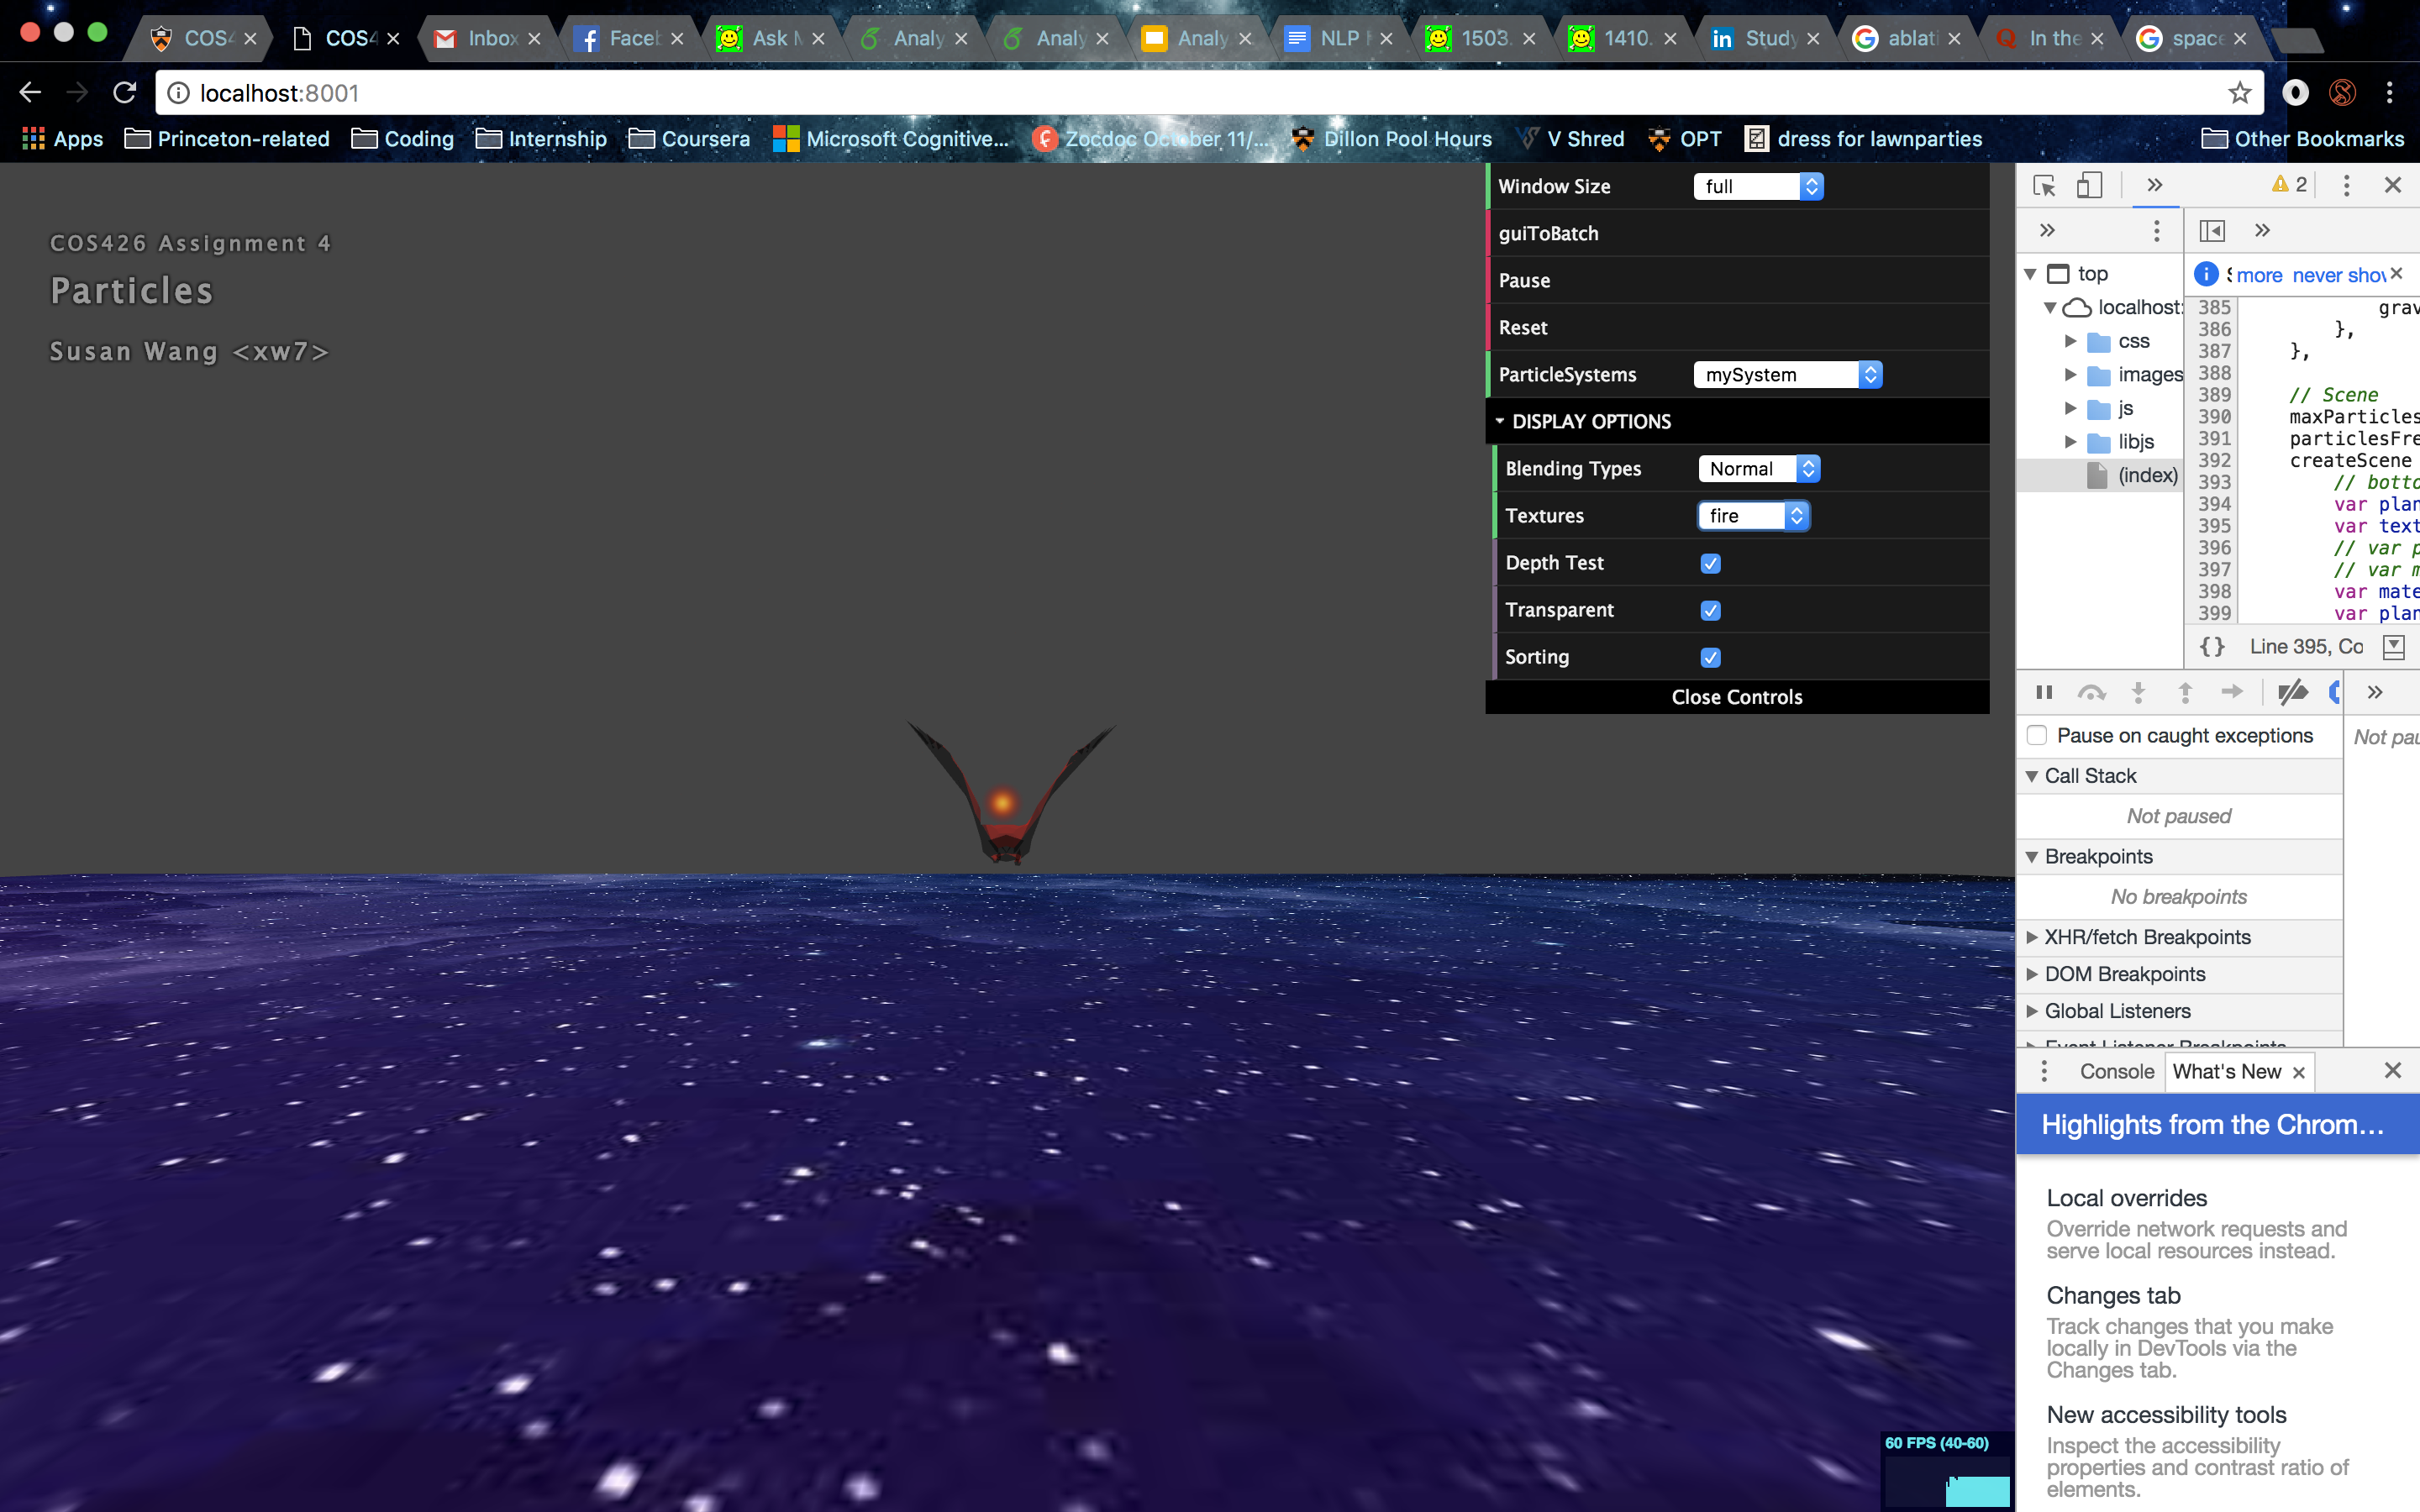 COS4
COS4
Inbox
Faceb
Ask M
Analy
Analy
Analy
NLP
1503.
1410.
Study
ablati
In the
space
localhost:8001
Apps
Princeton-related
Coding
Internship
Coursera
Microsoft Cognitive...
Zocdoc October 11/...
Dillon Pool Hours
V Shred
OPT
dress for lawnparties
Other Bookmarks
COS426 Assignment 4
Particles
Susan Wang <xw7>
Window Size full
guiToBatch
Pause
Reset
ParticleSystems mySystem
DISPLAY OPTIONS
Blending Types Normal
Textures fire
Depth Test
Transparent
Sorting
Close Controls
60 FPS (40-60)
2
top
localhost:
css
images
js
libjs
(index)
more never show
385 grav
386 },
387 },
388
389 // Scene
390 maxParticles
391 particlesFre
392 createScene
393 // botto
394 var plan
395 var text
396 // var p
397 // var m
398 var mate
399 var plan
{} Line 395, Co
Pause on caught exceptions
Not pau
Call Stack
Not paused
Breakpoints
No breakpoints
XHR/fetch Breakpoints
DOM Breakpoints
Global Listeners
Event Listener Breakpoints
Console
What's New
Highlights from the Chrom...
Local overrides
Override network requests and
serve local resources instead.
Changes tab
Track changes that you make
locally in DevTools via the
Changes tab.
New accessibility tools
Inspect the accessibility
properties and contrast ratio of
elements.